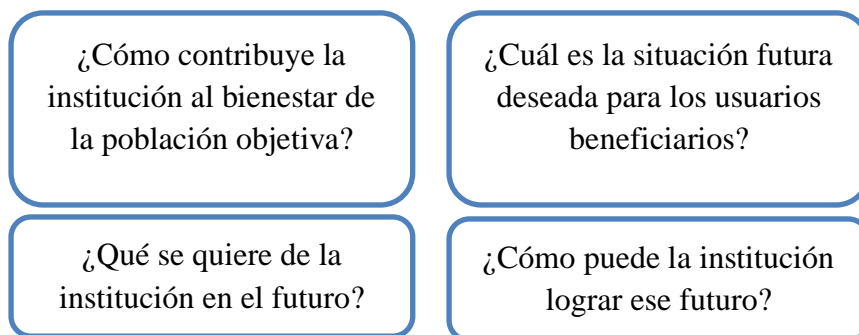 ¿Cómo contribuye la
institución al bienestar de
la población objetiva?
¿Cuál es la situación futura
deseada para los usuarios
beneficiarios?
¿Qué se quiere de la
institución en el futuro?
¿Cómo puede la institución
lograr ese futuro?